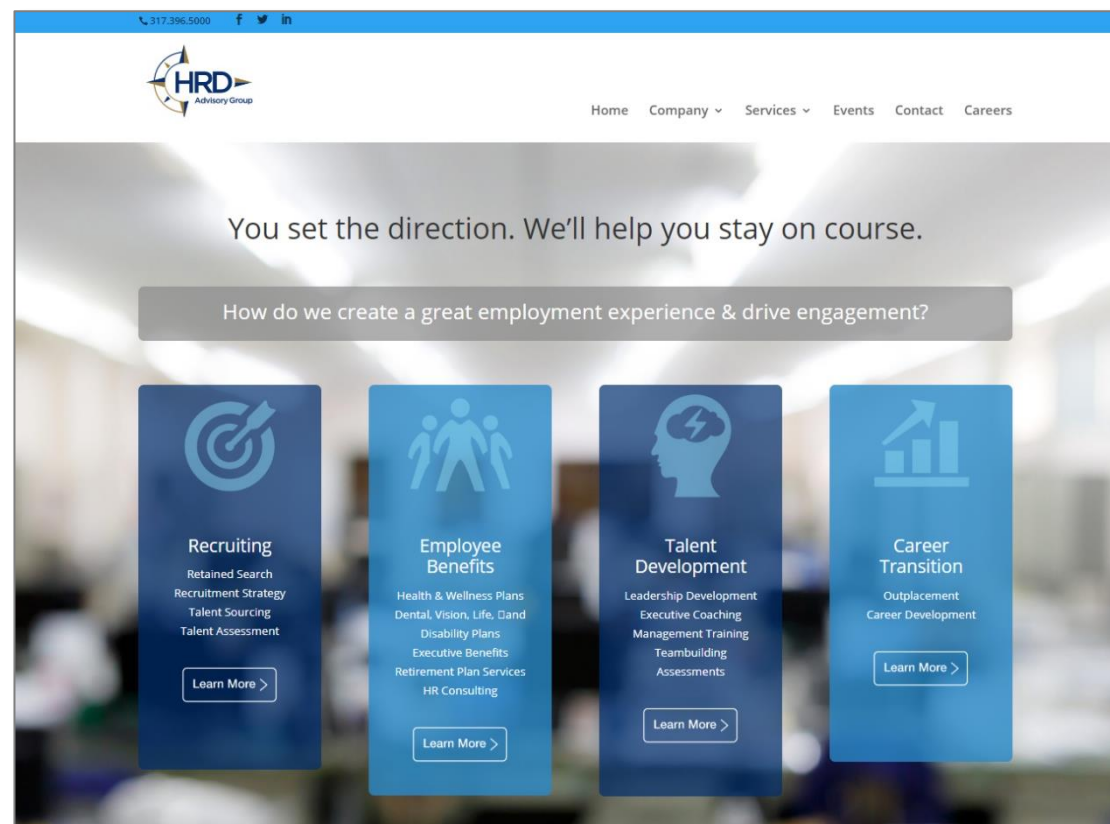 317.396.5000
HRD
Advisory Group
Home Company Services Events Contact Careers
You set the direction. We'll help you stay on course.
How do we create a great employment experience & drive engagement?
Recruiting
Retained Search
Recruitment Strategy
Talent Sourcing
Talent Assessment
Learn More >
Employee
Benefits
Health & Wellness Plans
Dental, Vision, Life, □and
Disability Plans
Executive Benefits
Retirement Plan Services
HR Consulting
Learn More >
Talent
Development
Leadership Development
Executive Coaching
Management Training
Teambuilding
Assessments
Learn More >
Career
Transition
Outplacement
Career Development
Learn More >